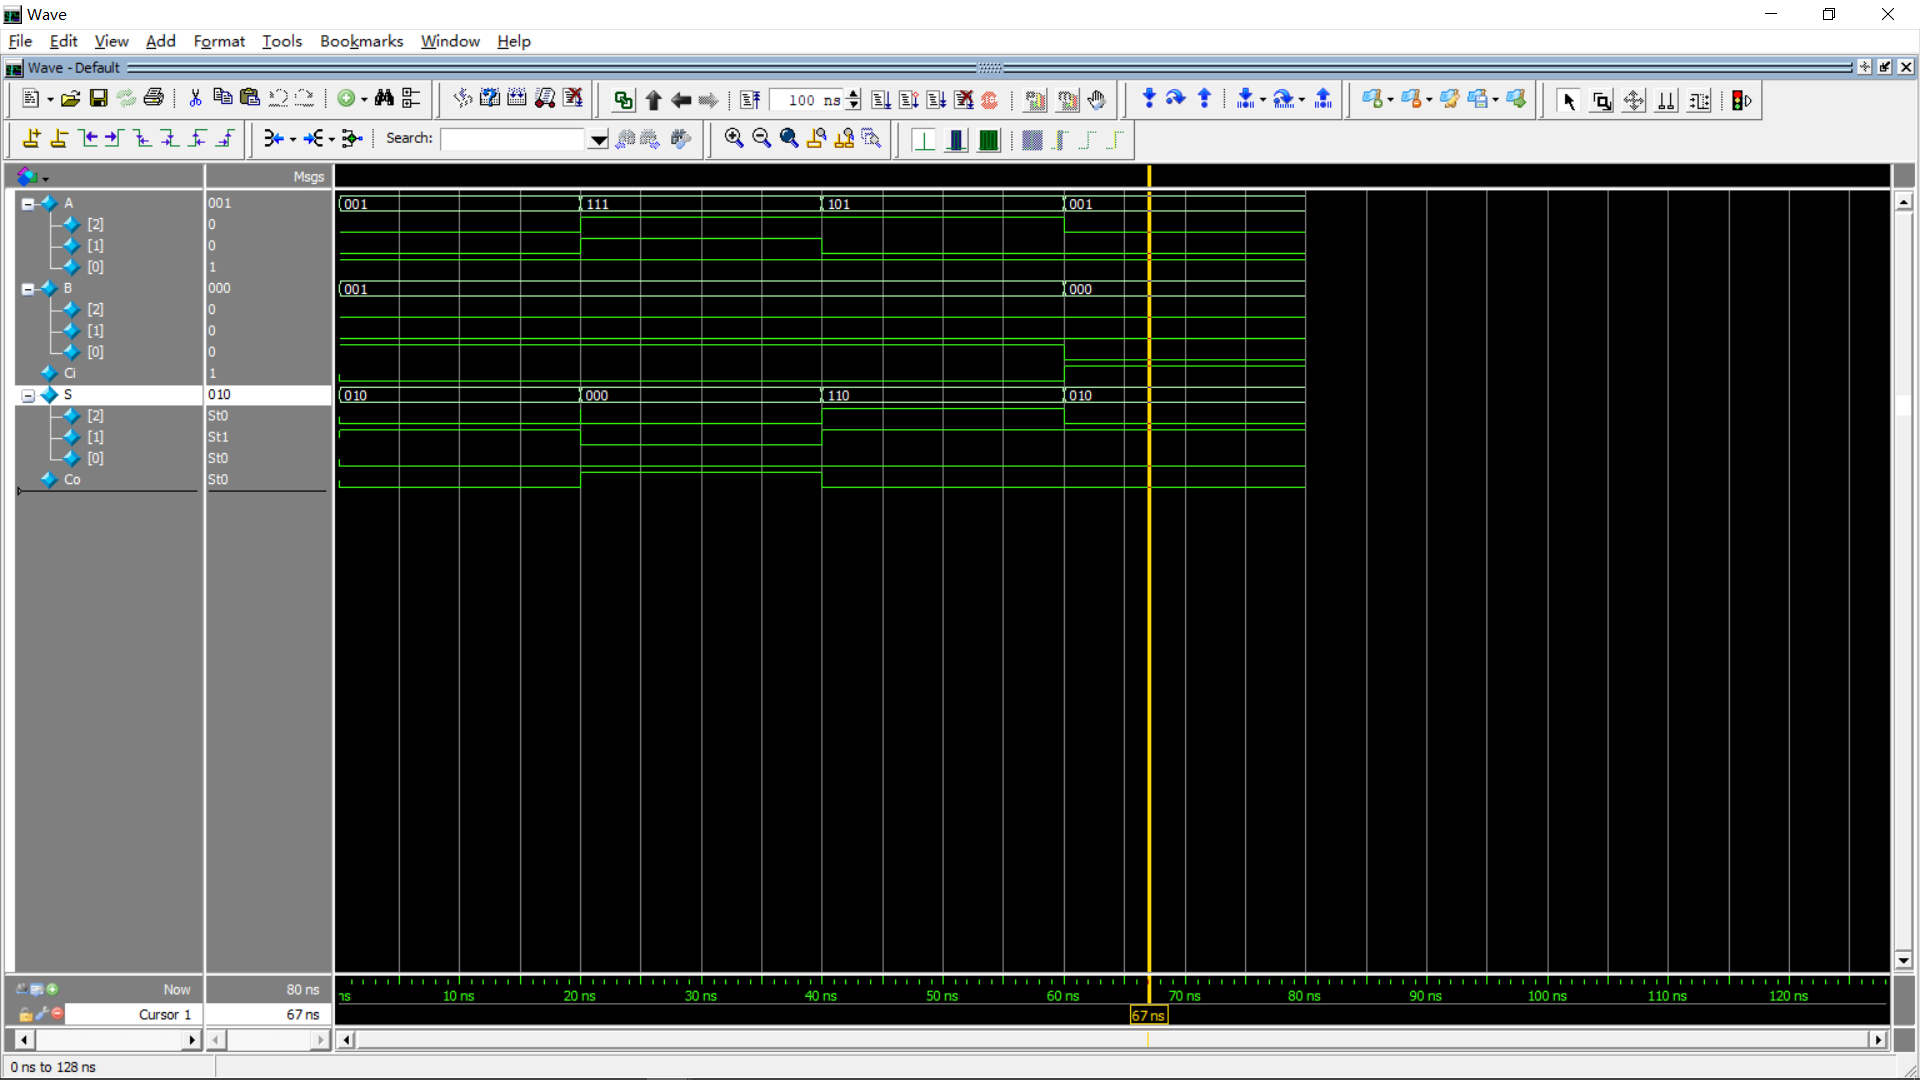 Wave
File Edit View Add Format Tools Bookmarks Window Help
Wave - Default
100 ns
Search:
Msgs
A 001 001 111 101 001
[2] 0
[1] 0
[0] 1
B 000 001 000
[2] 0
[1] 0
[0] 0
Ci 1
S 010 010 000 110 010
[2] St0
[1] St1
[0] St0
Co St0
Now 80 ns ns 10 ns 20 ns 30 ns 40 ns 50 ns 60 ns 70 ns 80 ns 90 ns 100 ns 110 ns 120 ns
Cursor 1 67 ns 67 ns
0 ns to 128 ns